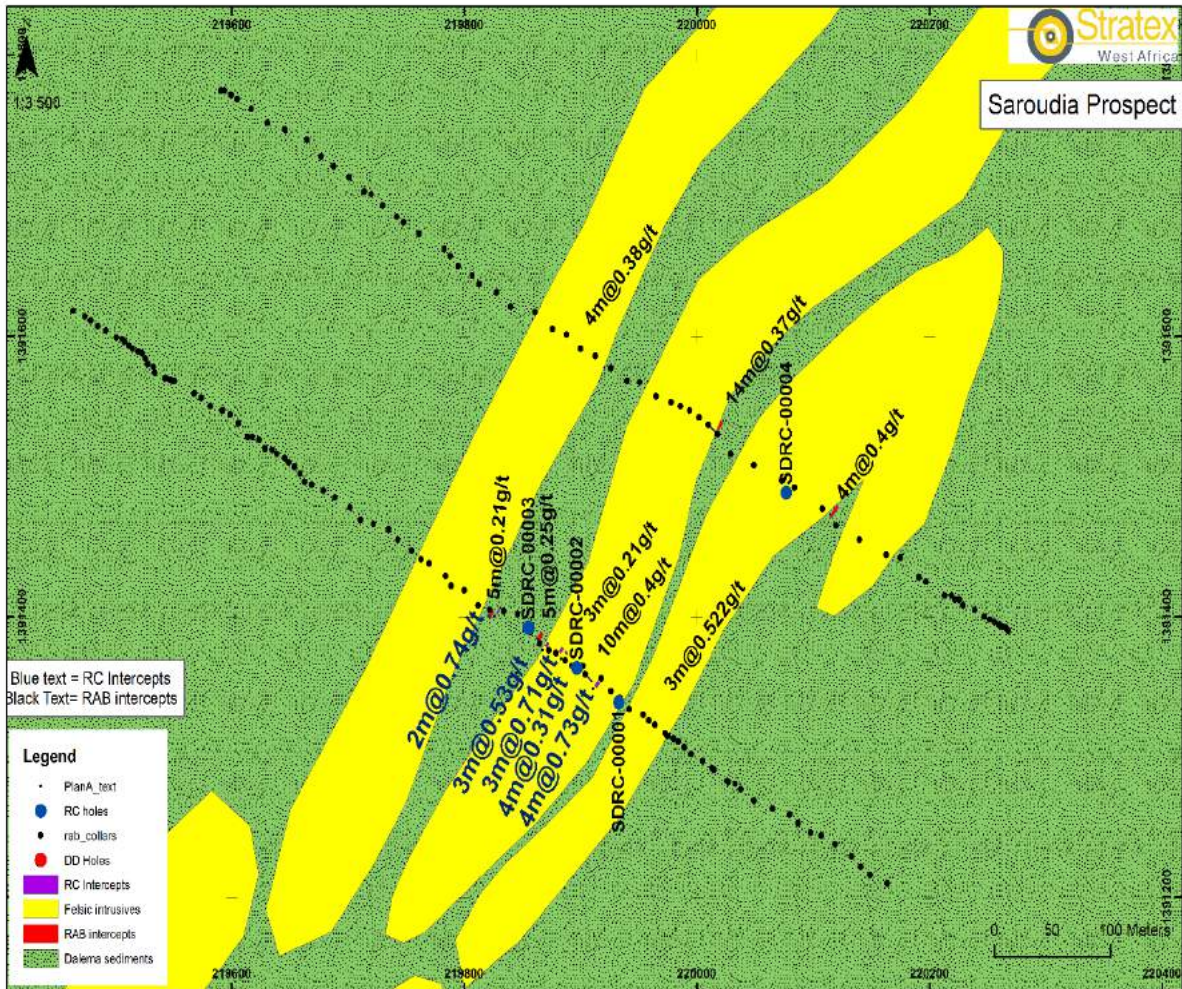 219600
219800
220000
220200
Stratex
West Africa
1:3 500
Saroudia Prospect
4m@0.38g/t
1391600
1391600
14m@0.37g/t
SDRC-00004
4m@0.4g/t
5m@0.21g/t
SDRC-00003
5m@0.25g/t
SDRC-00002
3m@0.21g/t
10m@0.4g/t
3m@0.522g/t
1391400
1391400
2m@0.74g/t
3m@0.53g/t
3m@0.71g/t
4m@0.31g/t
4m@0.73g/t
SDRC-00001
Blue text = RC Intercepts
Black Text= RAB intercepts
Legend
PlanA_text
RC holes
rab_collars
DD Holes
RC Intercepts
Felsic intrusives
RAB intercepts
Dalema sediments
1391200
0 50 100 Meters
219600
219800
220000
220200
220400